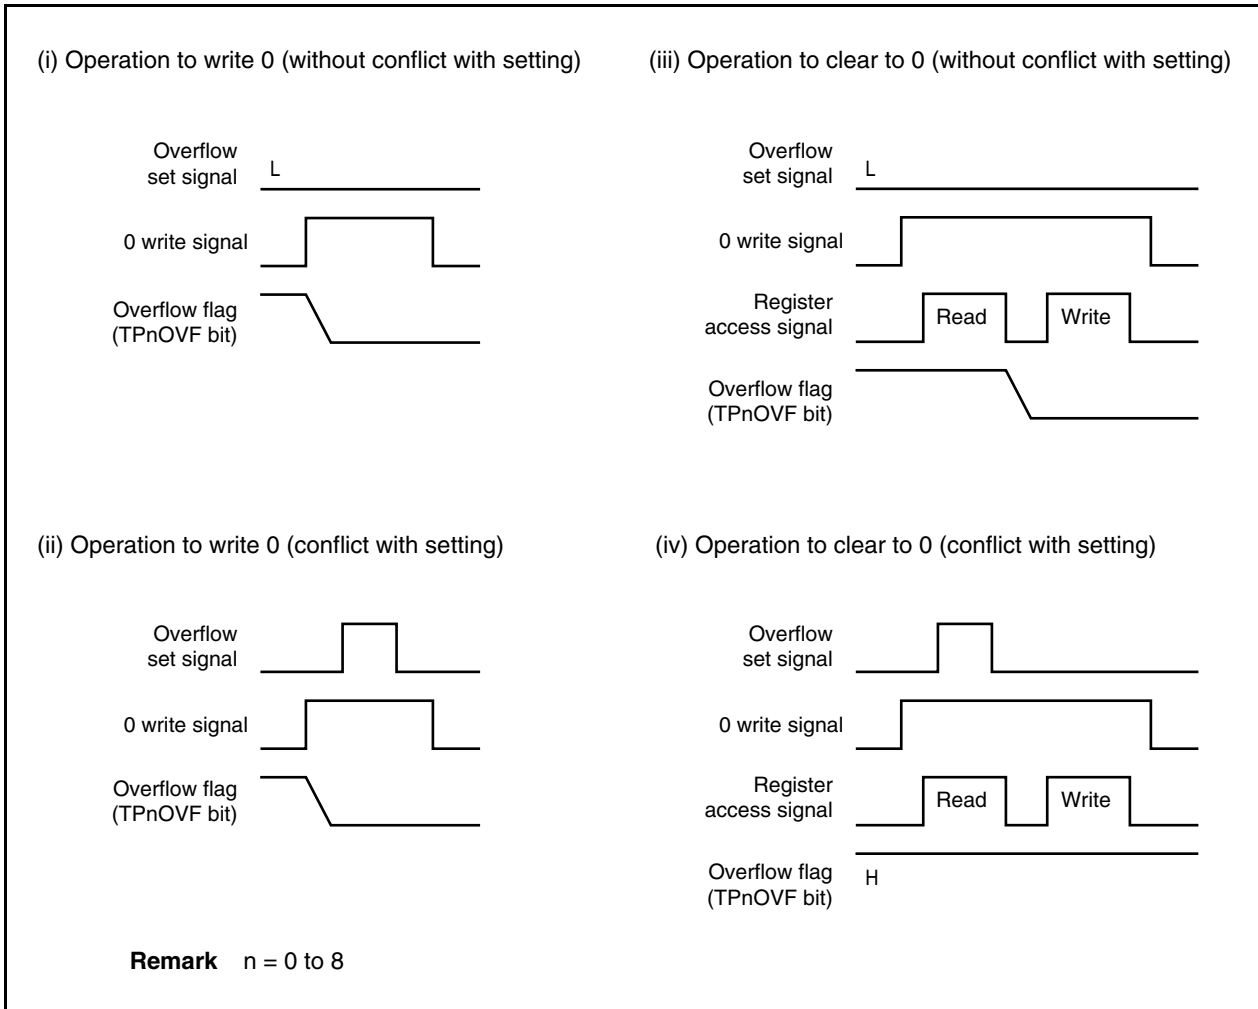 (i) Operation to write 0 (without conflict with setting)
Overflow
set signal
L
0 write signal
Overflow flag
(TPnOVF bit)
(iii) Operation to clear to 0 (without conflict with setting)
Overflow
set signal
L
0 write signal
Register
access signal
Read
Write
Overflow flag
(TPnOVF bit)
(ii) Operation to write 0 (conflict with setting)
Overflow
set signal
0 write signal
Overflow flag
(TPnOVF bit)
(iv) Operation to clear to 0 (conflict with setting)
Overflow
set signal
0 write signal
Register
access signal
Read
Write
Overflow flag
(TPnOVF bit)
H
Remark n = 0 to 8